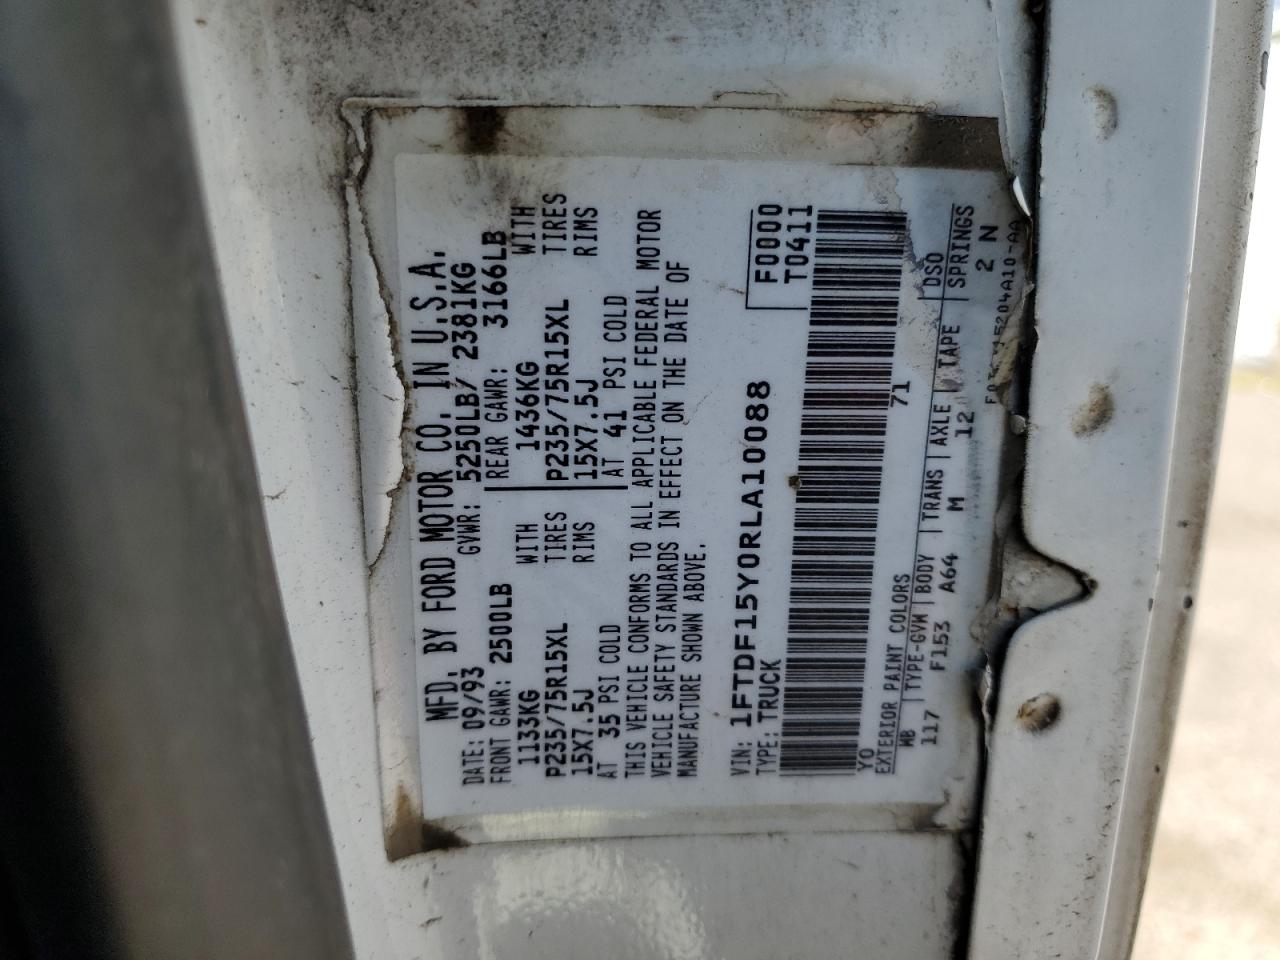 MFD. BY FORD MOTOR CO. IN U.S.A.
DATE: 09/93 GVWR: 5250LB/ 2381KG
FRONT GAWR: 2500LB REAR GAWR: 3166LB
1133KG WITH 1436KG WITH
P235/75R15XL TIRES P235/75R15XL TIRES
15X7.5J RIMS 15X7.5J RIMS
AT 35 PSI COLD AT 41 PSI COLD
THIS VEHICLE CONFORMS TO ALL APPLICABLE FEDERAL MOTOR
VEHICLE SAFETY STANDARDS IN EFFECT ON THE DATE OF
MANUFACTURE SHOWN ABOVE.
VIN: 1FTDF15Y0RLA10088 F0000
TYPE: TRUCK T0411
YO 71
EXTERIOR PAINT COLORS DSO
WB TYPE-GVW BODY TRANS AXLE TAPE SPRINGS
117 F153 A64 M 12 2 N